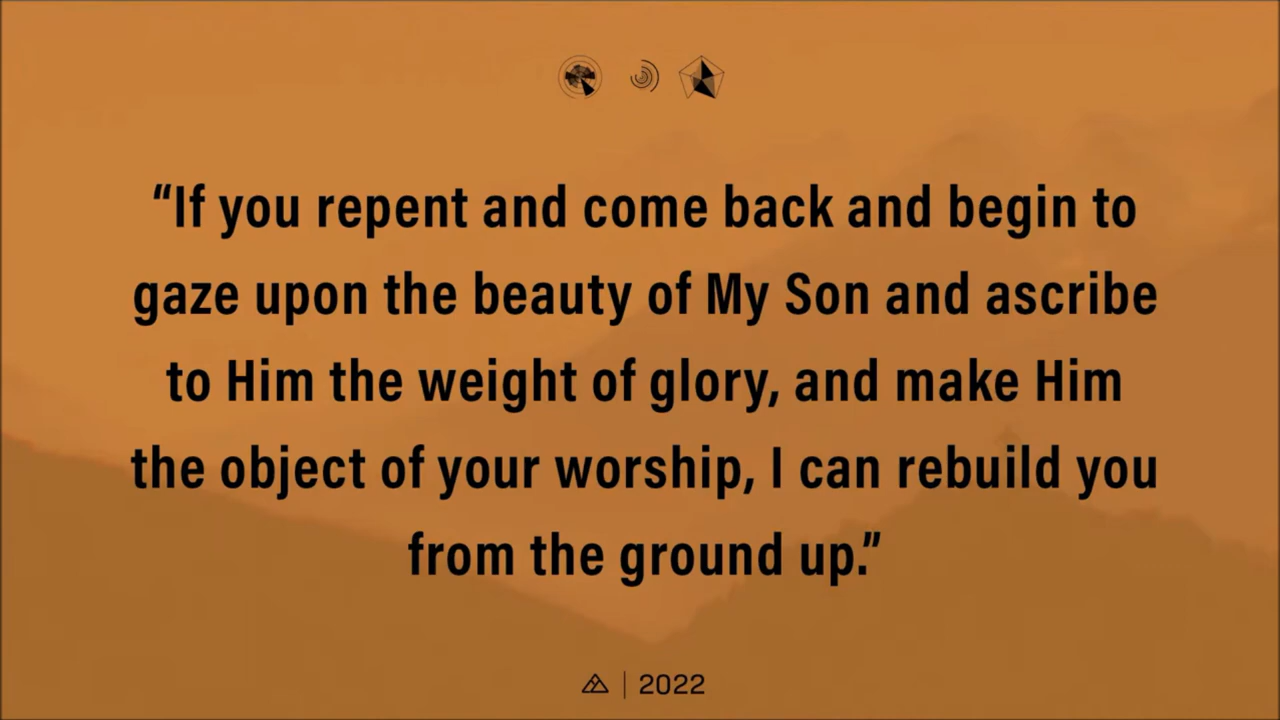 “If you repent and come back and begin to
gaze upon the beauty of My Son and ascribe
to Him the weight of glory, and make Him
the object of your worship, I can rebuild you
from the ground up.”
| 2022